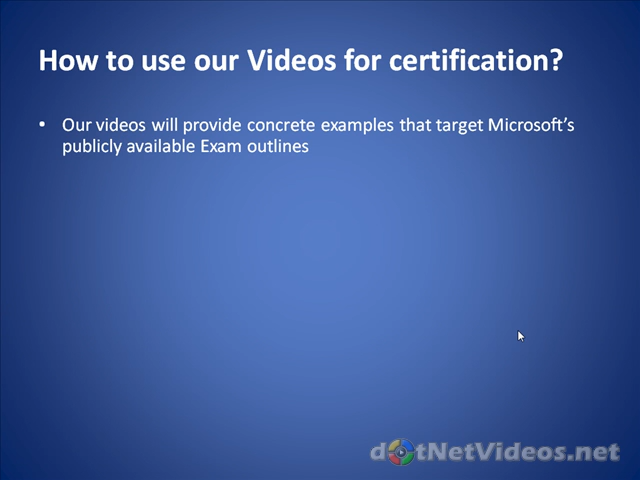 How to use our Videos for certification?
• Our videos will provide concrete examples that target Microsoft's
publicly available Exam outlines
dotNetVideos.net